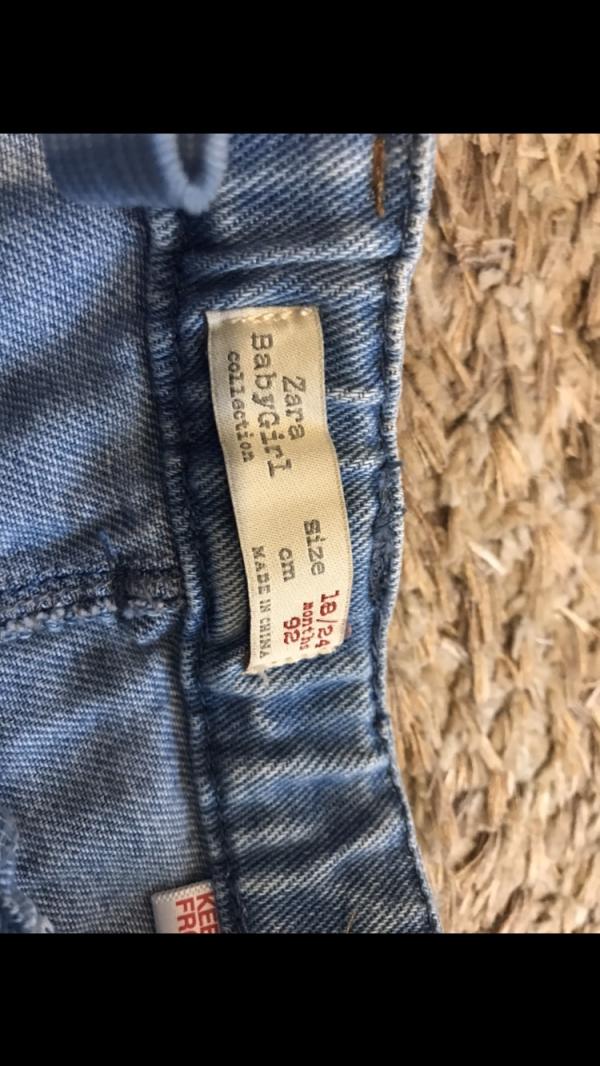 Zara
BabyGirl
collection
size 18/24
months
cm 92
MADE IN CHINA